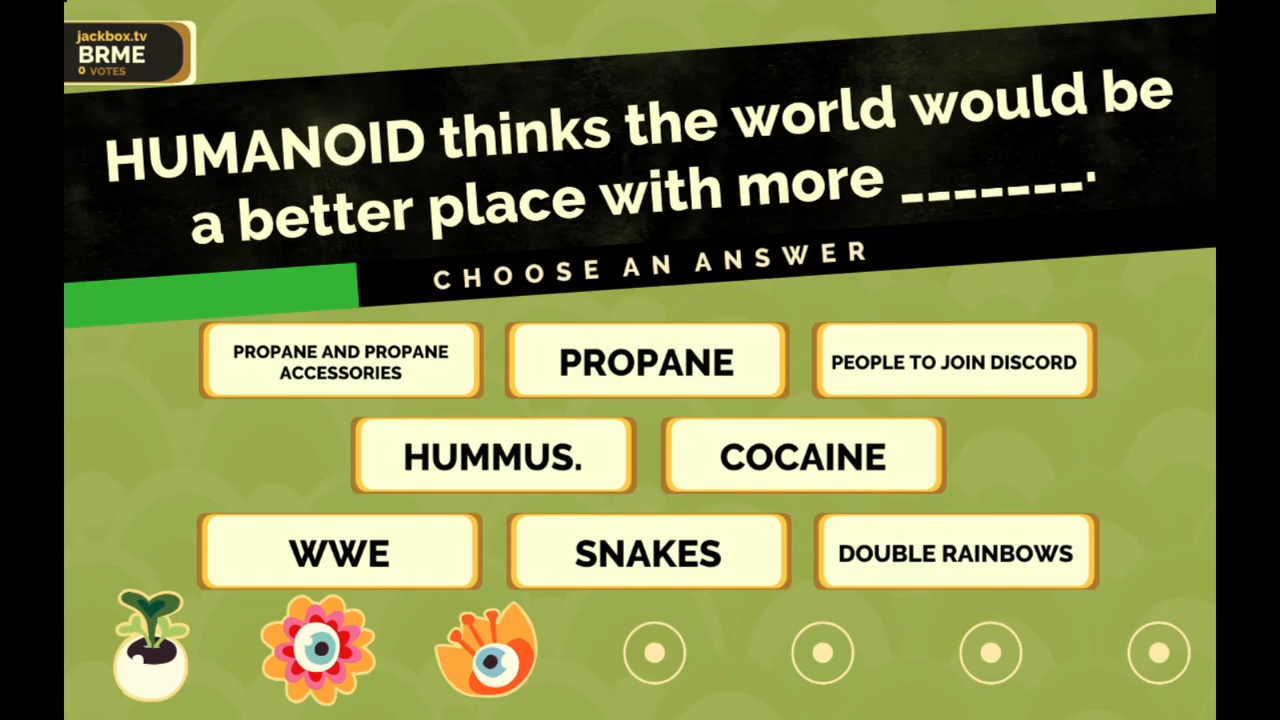 jackbox.tv
BRME
0 VOTES
HUMANOID thinks the world would be
a better place with more _______.
CHOOSE AN ANSWER
PROPANE AND PROPANE
ACCESSORIES
PROPANE
PEOPLE TO JOIN DISCORD
HUMMUS.
COCAINE
WWE
SNAKES
DOUBLE RAINBOWS